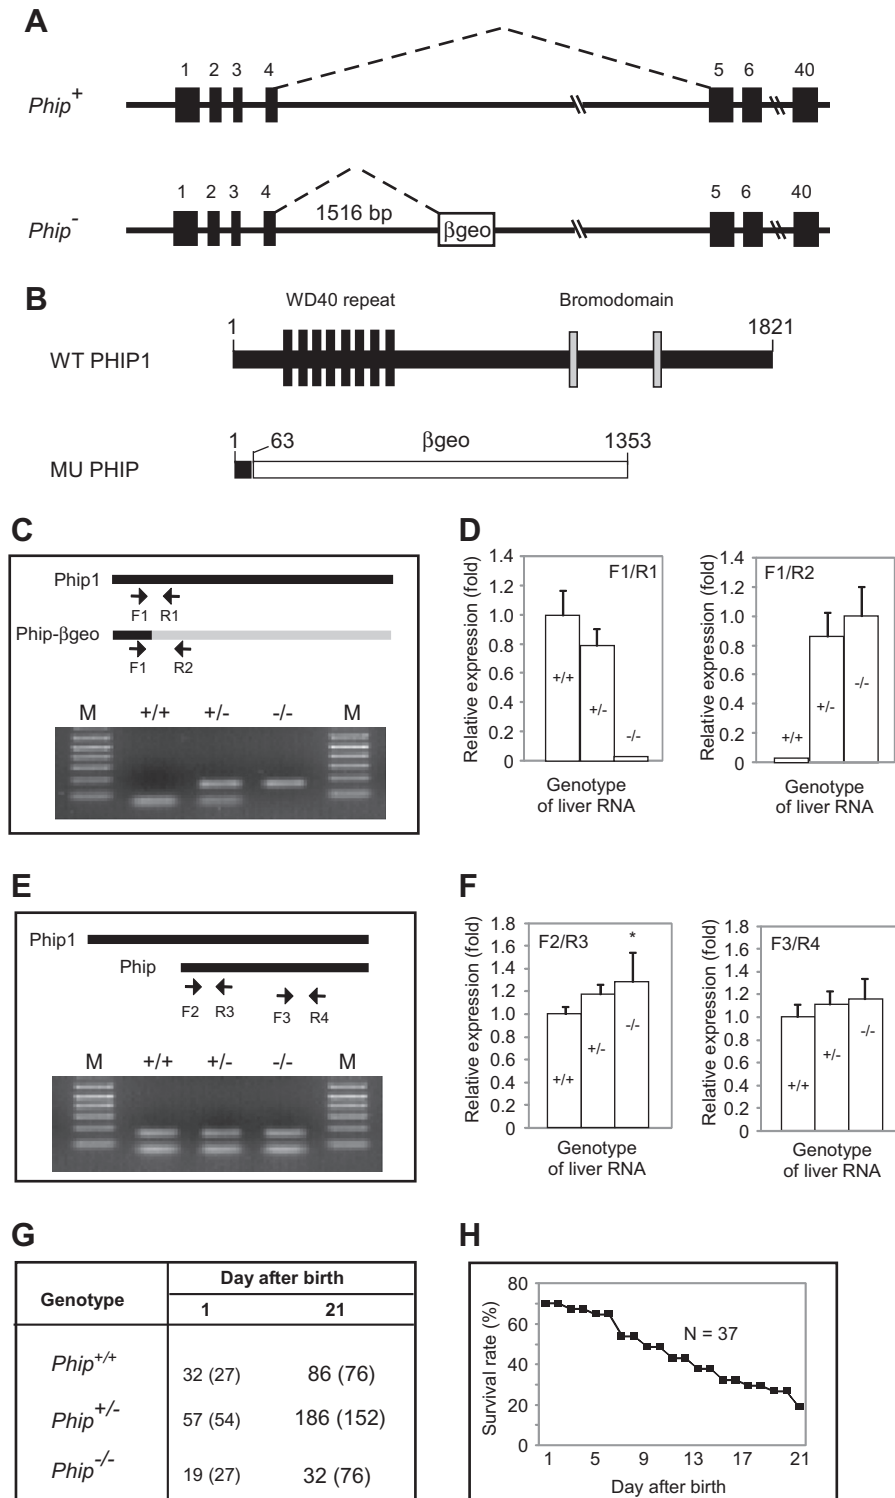 A
1 2 3 4 5 6 40
Phip+
1 2 3 4 5 6 40
Phip-
1516 bp
βgeo
B
WD40 repeat Bromodomain
1 1821
WT PHIP1
1 63 βgeo 1353
MU PHIP
C
Phip1
F1 R1
Phip-βgeo
F1 R2
M +/+ +/- -/- M
D
Relative expression (fold)
1.4
1.2
1.0
0.8
0.6
0.4
0.2
0
F1/R1
+/+
+/-
-/-
Genotype
of liver RNA
Relative expression (fold)
1.4
1.2
1.0
0.8
0.6
0.4
0.2
0
F1/R2
+/+
+/-
-/-
Genotype
of liver RNA
E
Phip1
Phip
F2 R3 F3 R4
M +/+ +/- -/- M
F
Relative expression (fold)
1.8
1.6
1.4
1.2
1.0
0.8
0.6
0.4
0.2
0
F2/R3
*
+/+
+/-
-/-
Genotype
of liver RNA
Relative expression (fold)
1.8
1.6
1.4
1.2
1.0
0.8
0.6
0.4
0.2
0
F3/R4
+/+
+/-
-/-
Genotype
of liver RNA
G
Genotype Day after birth
1 21
Phip+/+ 32 (27) 86 (76)
Phip+/- 57 (54) 186 (152)
Phip-/- 19 (27) 32 (76)
H
Survival rate (%)
80
60
40
20
0
N = 37
1 5 9 13 17 21
Day after birth